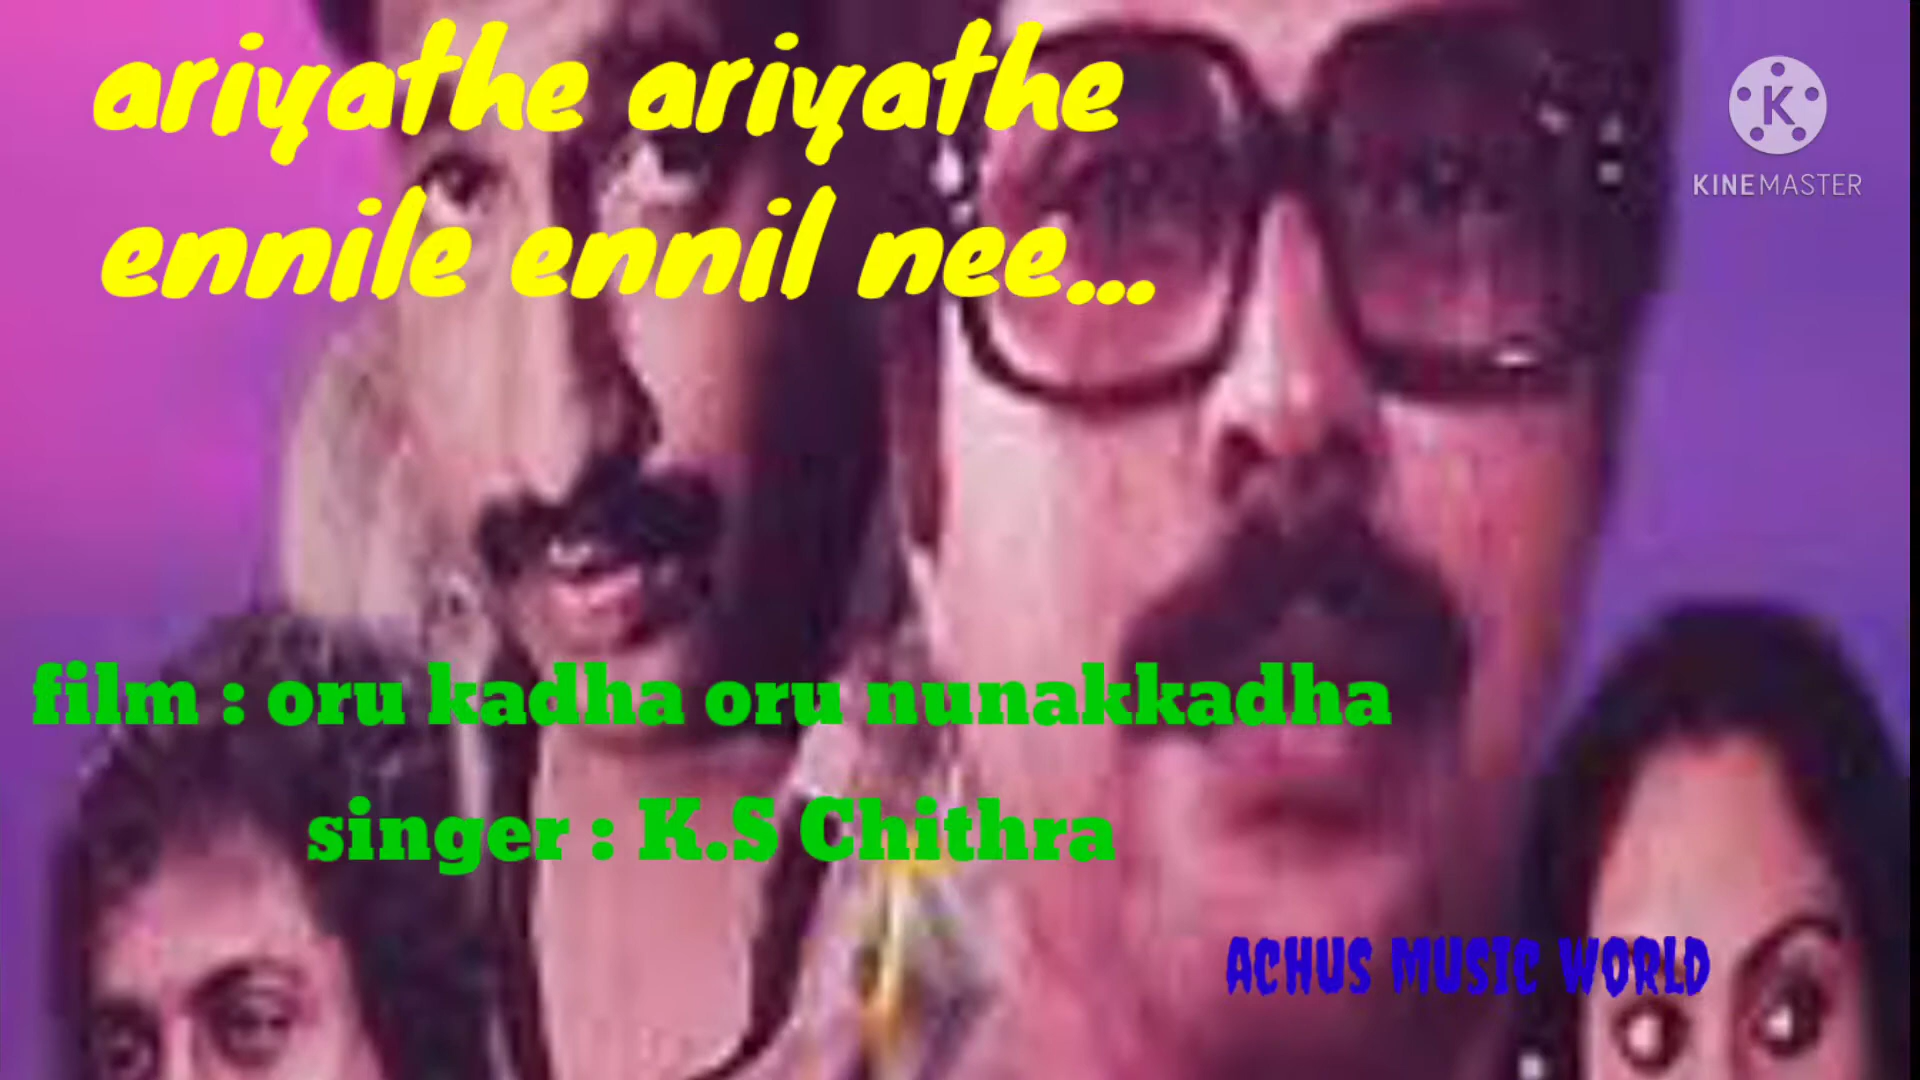 ariyathe ariyathe
ennile ennil nee...
K
KINEMASTER
film : oru kadha oru nunakkadha
singer : K.S Chithra
ACHUS MUSIC WORLD